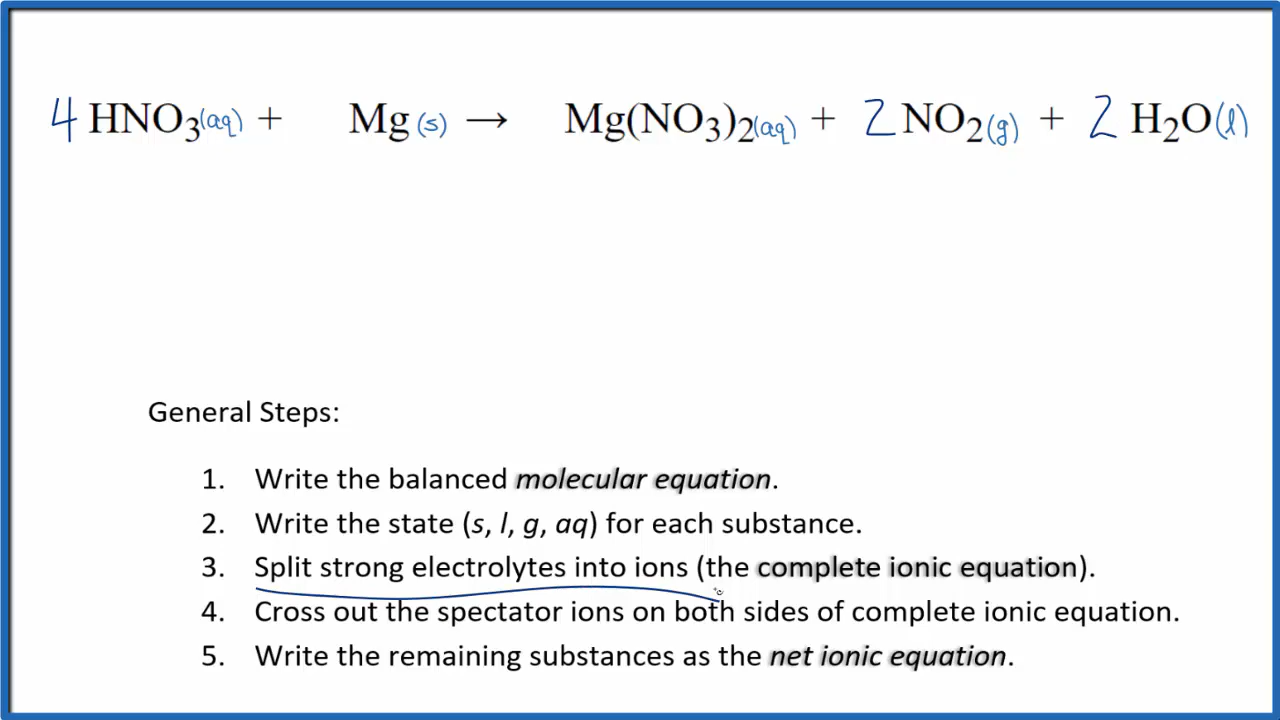 4 HNO₃(aq) + Mg(s) → Mg(NO₃)₂(aq) + 2 NO₂(g) + 2 H₂O(l)
General Steps:
1. Write the balanced molecular equation.
2. Write the state (s, l, g, aq) for each substance.
3. Split strong electrolytes into ions (the complete ionic equation).
4. Cross out the spectator ions on both sides of complete ionic equation.
5. Write the remaining substances as the net ionic equation.